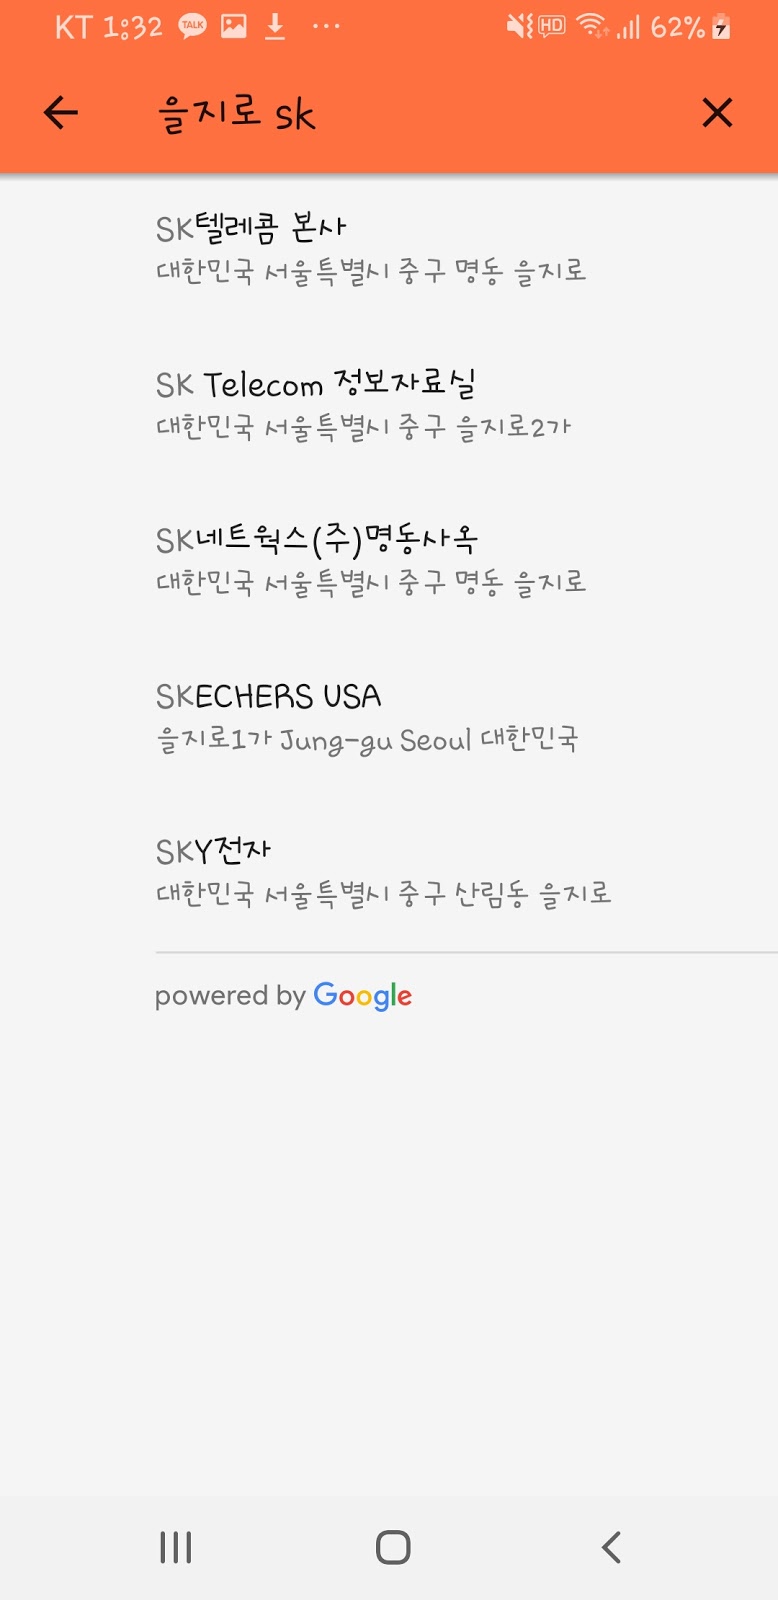 KT 1:32 TALK HD 62%
을지로 sk
SK텔레콤 본사
대한민국 서울특별시 중구 명동 을지로
SK Telecom 정보자료실
대한민국 서울특별시 중구 을지로2가
SK네트웍스(주)명동사옥
대한민국 서울특별시 중구 명동 을지로
SKECHERS USA
을지로1가 Jung-gu Seoul 대한민국
SKY전자
대한민국 서울특별시 중구 산림동 을지로
powered by Google